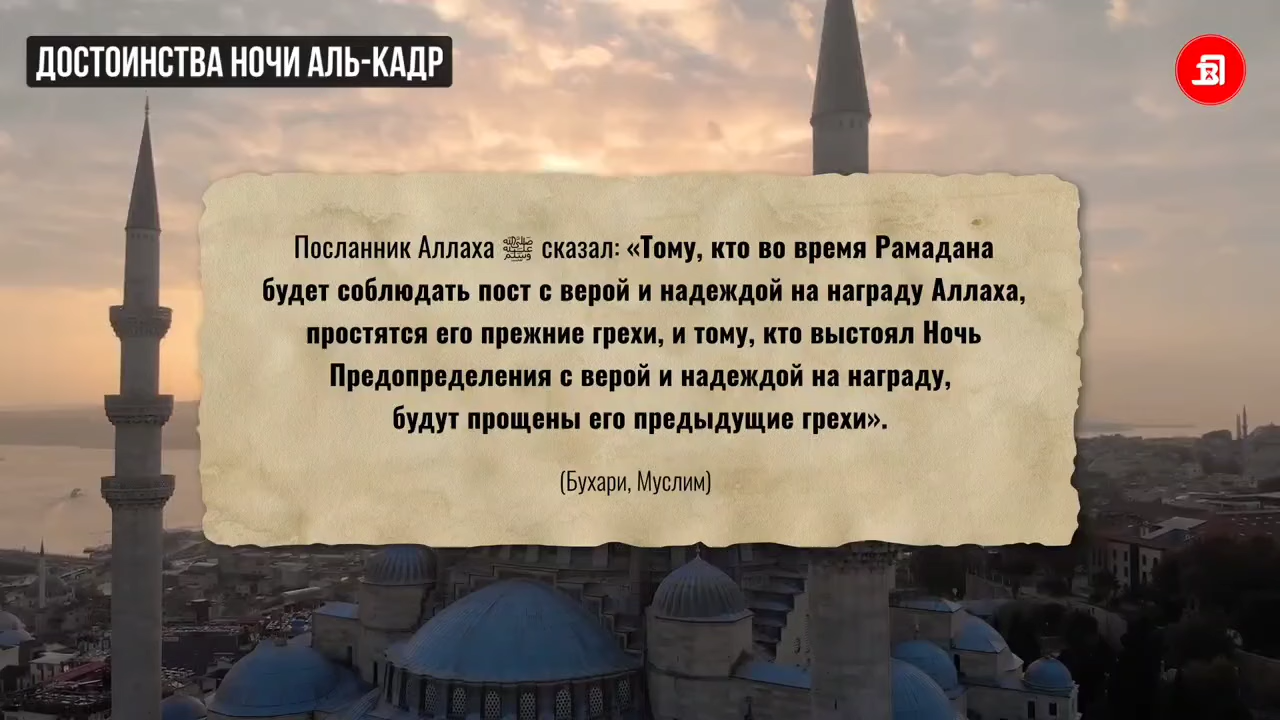 ДОСТОИНСТВА НОЧИ АЛЬ-КАДР
Посланник Аллаха ﷺ сказал: «Тому, кто во время Рамадана
будет соблюдать пост с верой и надеждой на награду Аллаха,
простятся его прежние грехи, и тому, кто выстоял Ночь
Предопределения с верой и надеждой на награду,
будут прощены его предыдущие грехи».
(Бухари, Муслим)